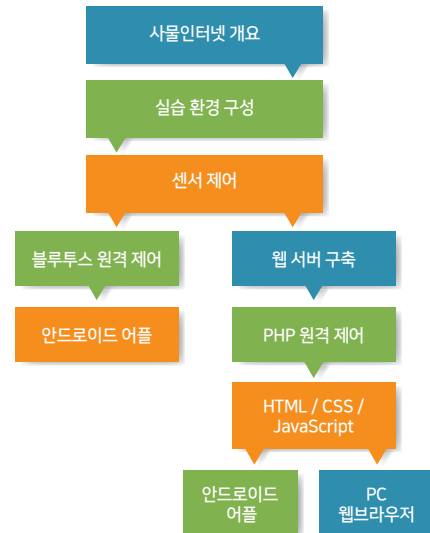 사물인터넷 개요
실습 환경 구성
센서 제어
블루투스 원격 제어
웹 서버 구축
안드로이드 어플
PHP 원격 제어
HTML / CSS /
JavaScript
안드로이드
어플
PC
웹브라우저